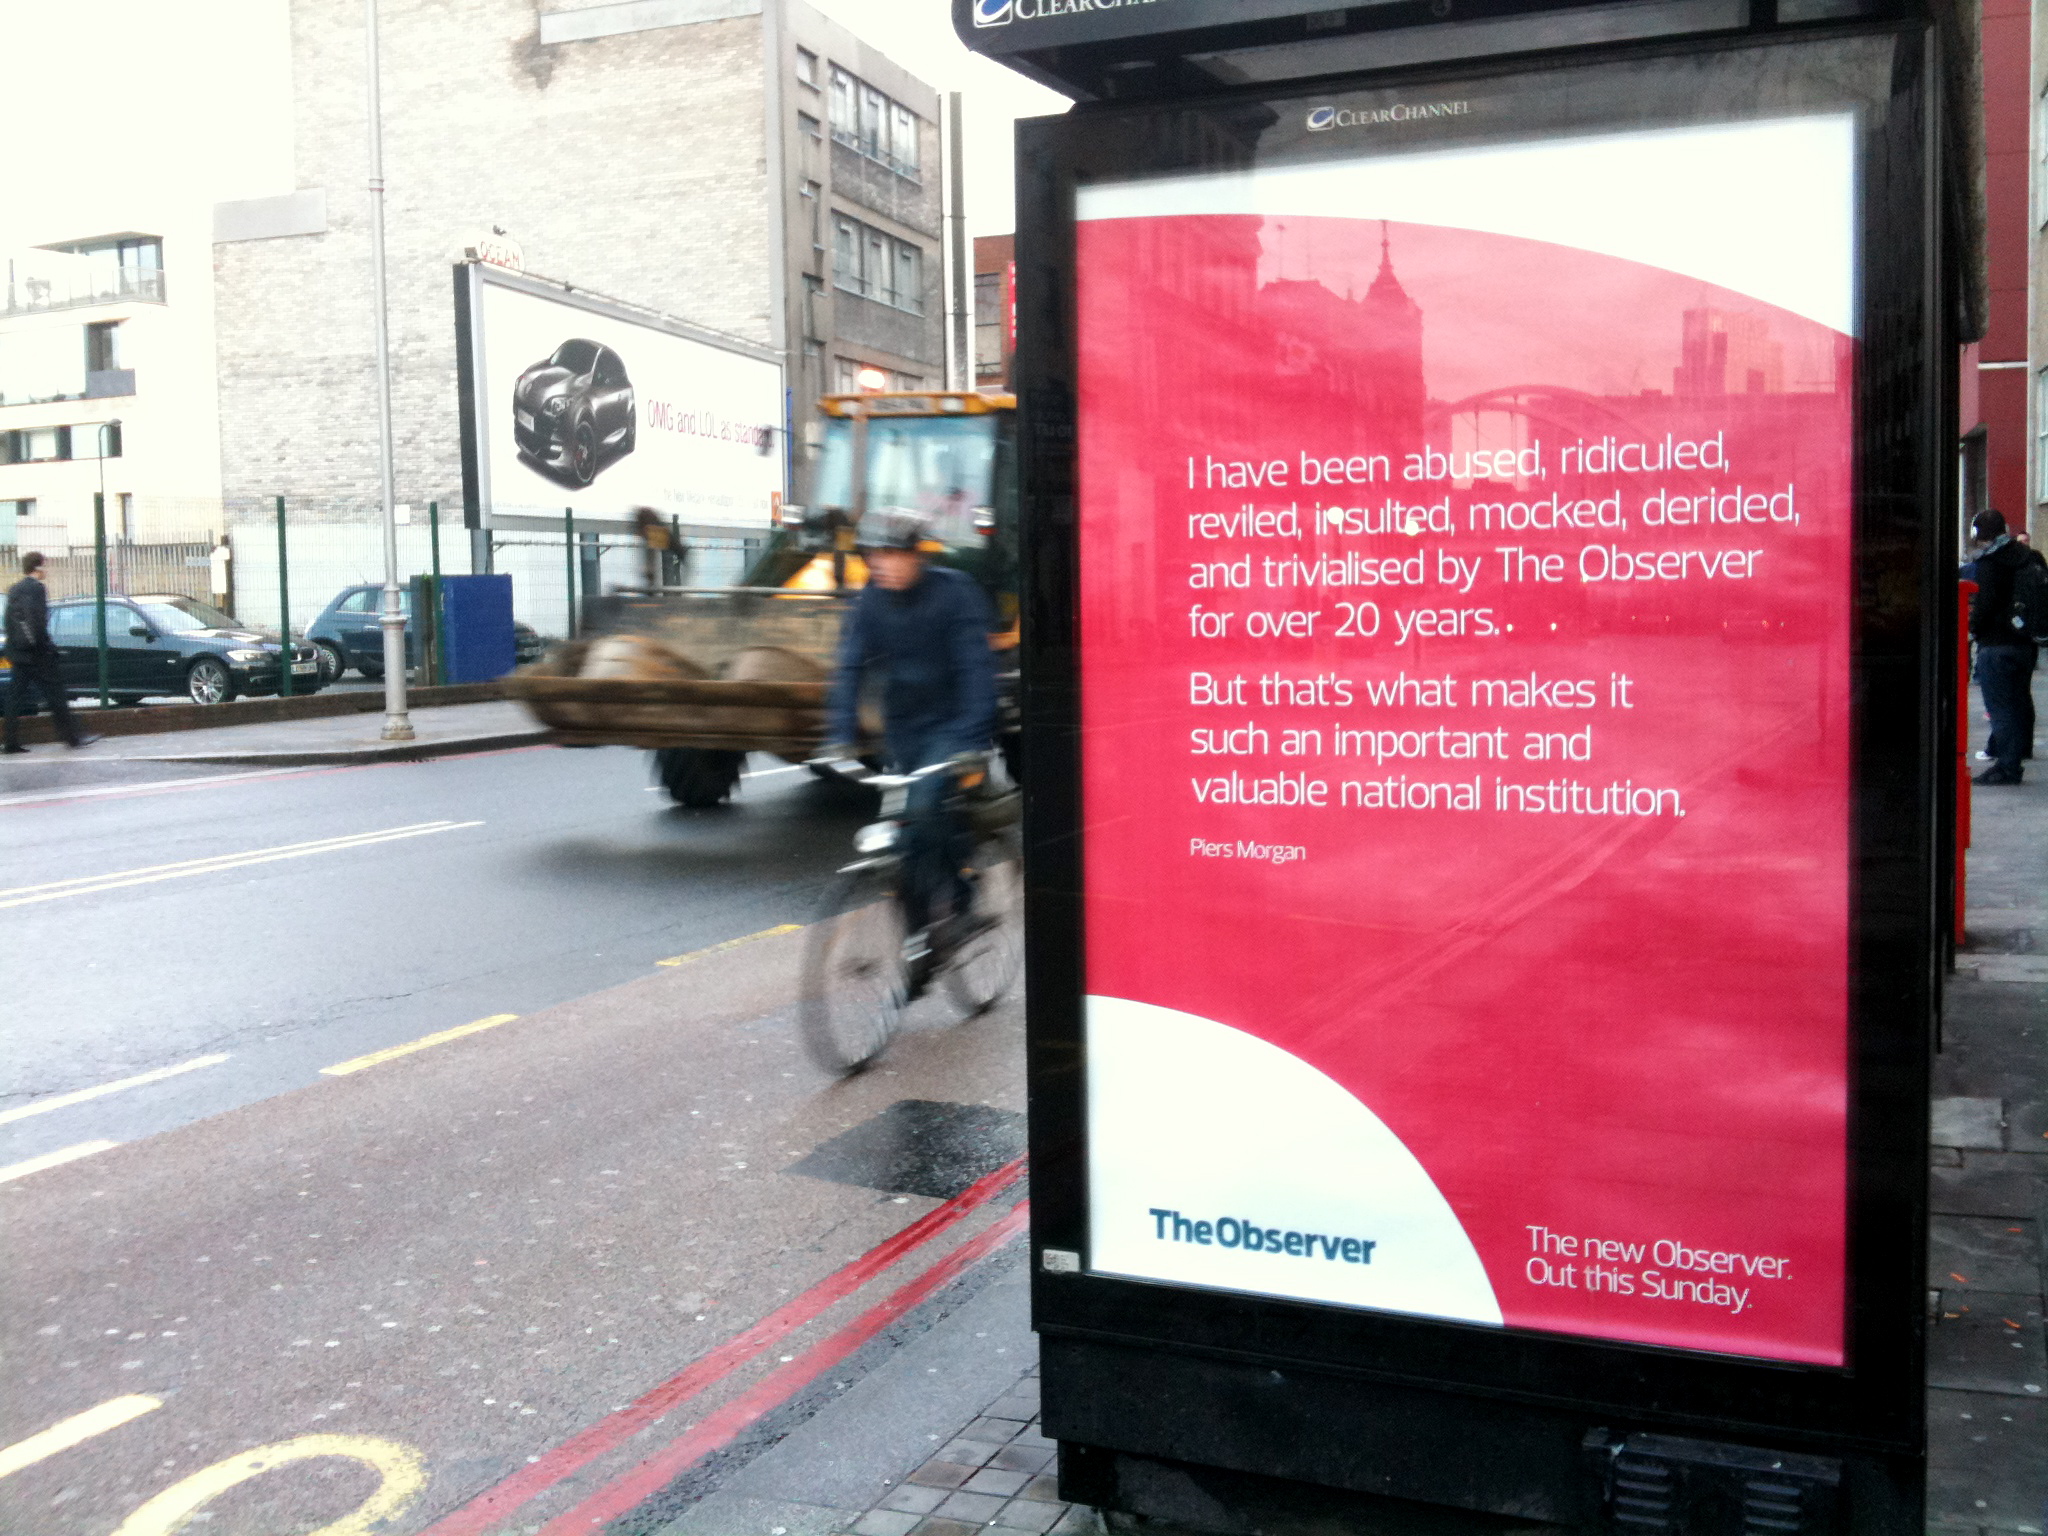 CLEARCHAN
CLEARCHANNEL
OCEAN
OMG and LOL as standard
I have been abused, ridiculed,
reviled, insulted, mocked, derided,
and trivialised by The Observer
for over 20 years.
But that's what makes it
such an important and
valuable national institution.
Piers Morgan
TheObserver
The new Observer.
Out this Sunday.